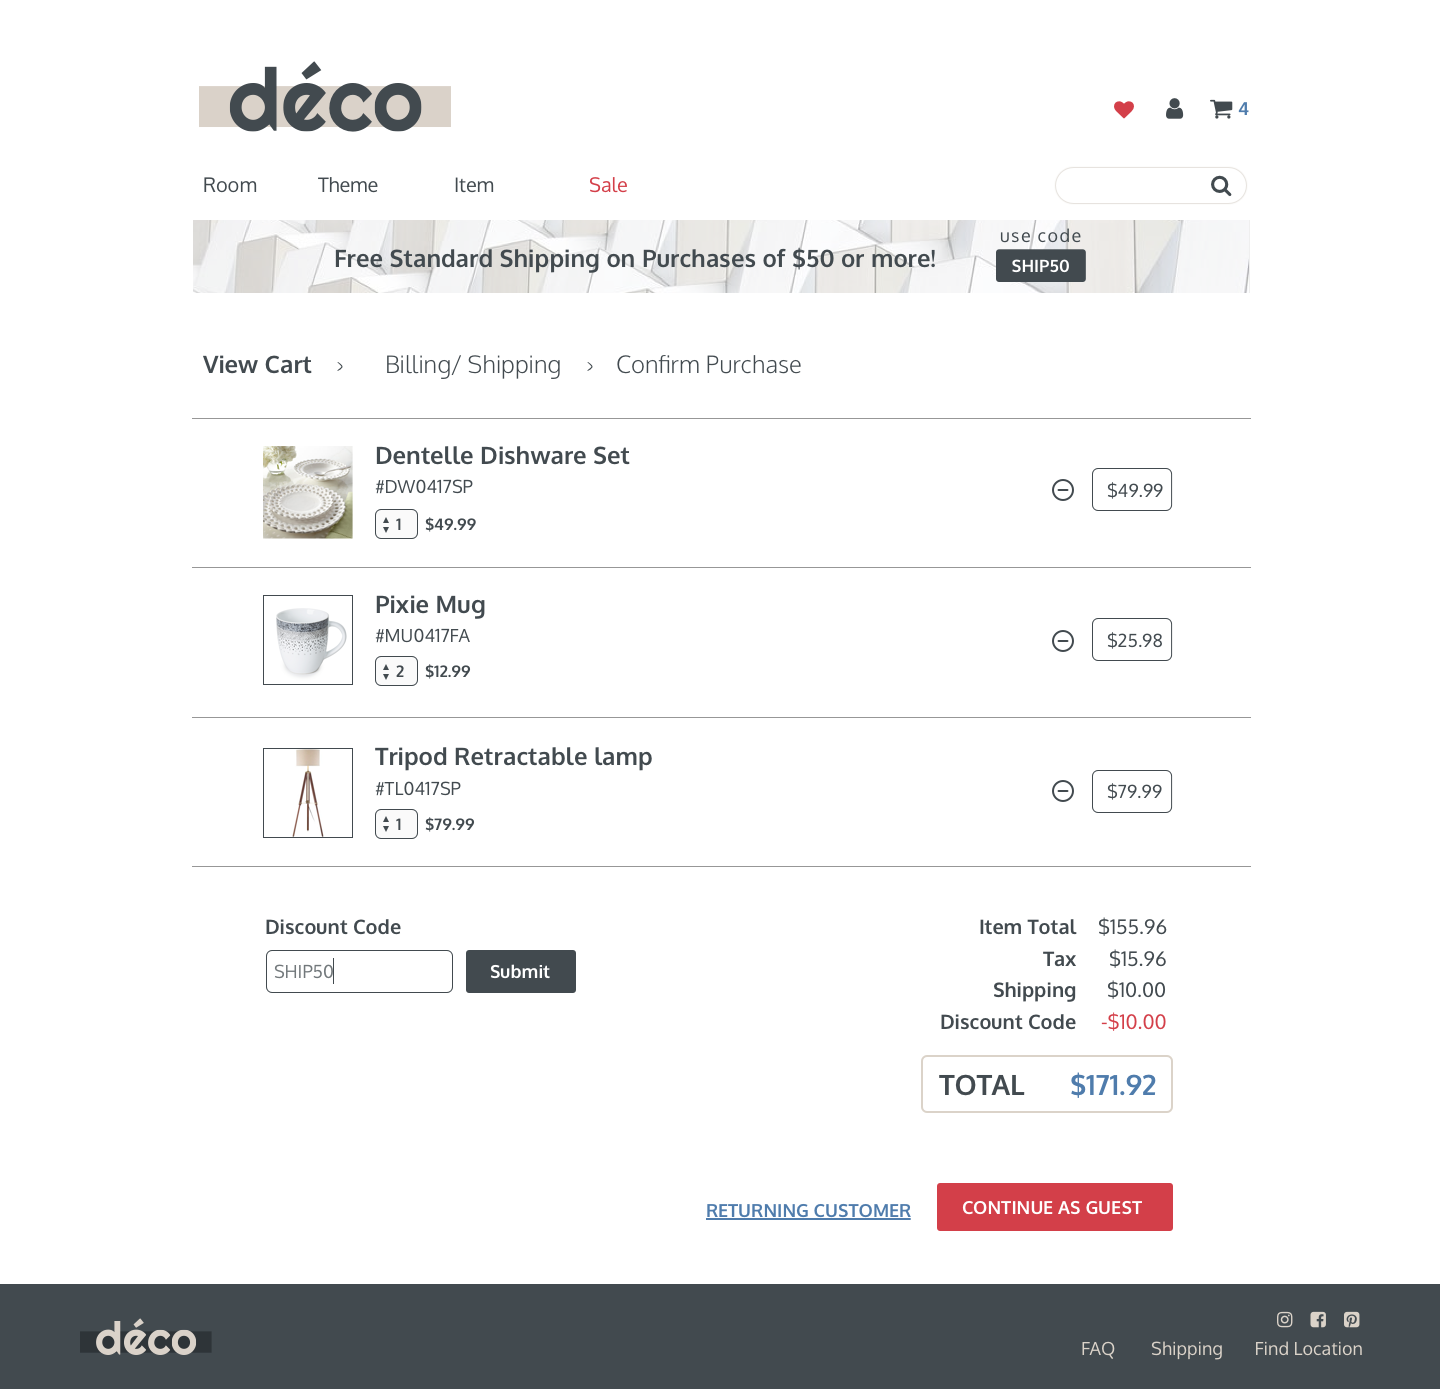 déco
4
Room Theme Item Sale
Free Standard Shipping on Purchases of $50 or more!
use code
SHIP50
View Cart › Billing/ Shipping › Confirm Purchase
Dentelle Dishware Set
#DW0417SP
1 $49.99
$49.99
Pixie Mug
#MU0417FA
2 $12.99
$25.98
Tripod Retractable lamp
#TL0417SP
1 $79.99
$79.99
Discount Code
SHIP50 Submit
Item Total $155.96
Tax $15.96
Shipping $10.00
Discount Code -$10.00
TOTAL $171.92
RETURNING CUSTOMER CONTINUE AS GUEST
déco
FAQ Shipping Find Location